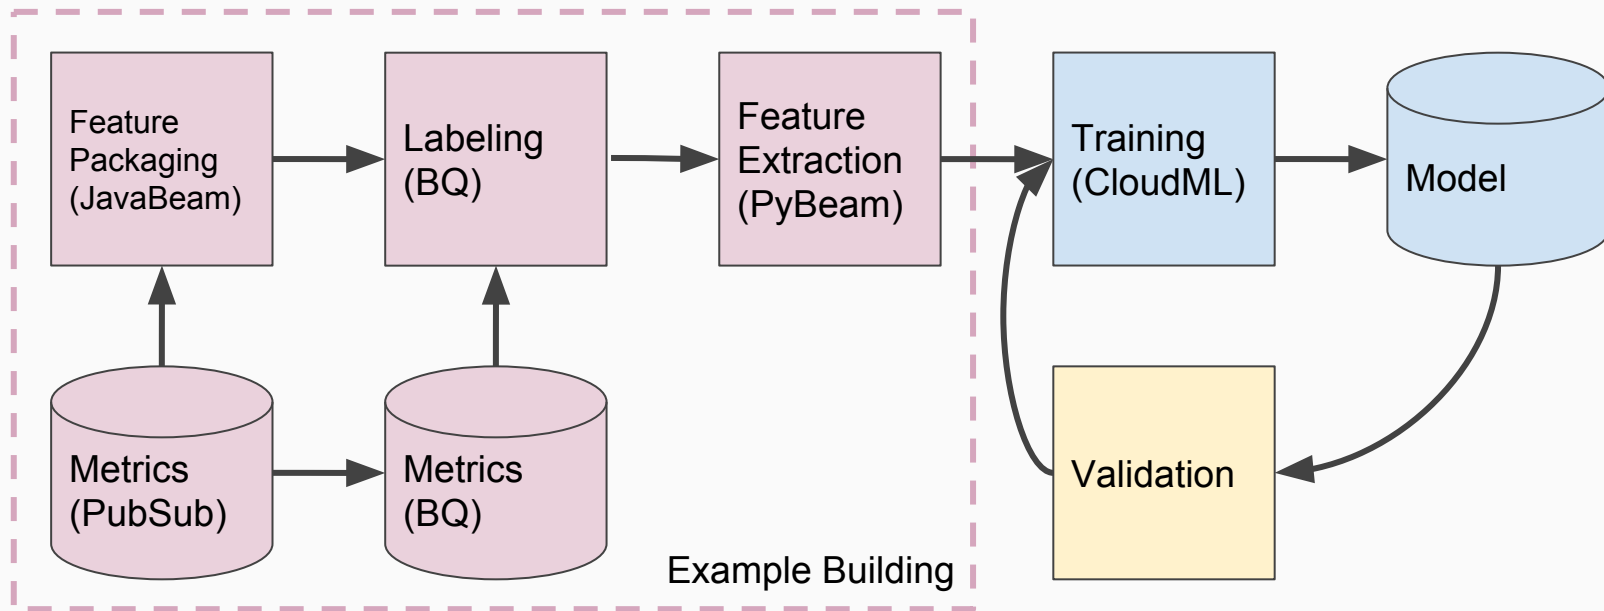 Feature
Packaging
(JavaBeam)
Labeling
(BQ)
Feature
Extraction
(PyBeam)
Training
(CloudML)
Model
Metrics
(PubSub)
Metrics
(BQ)
Validation
Example Building